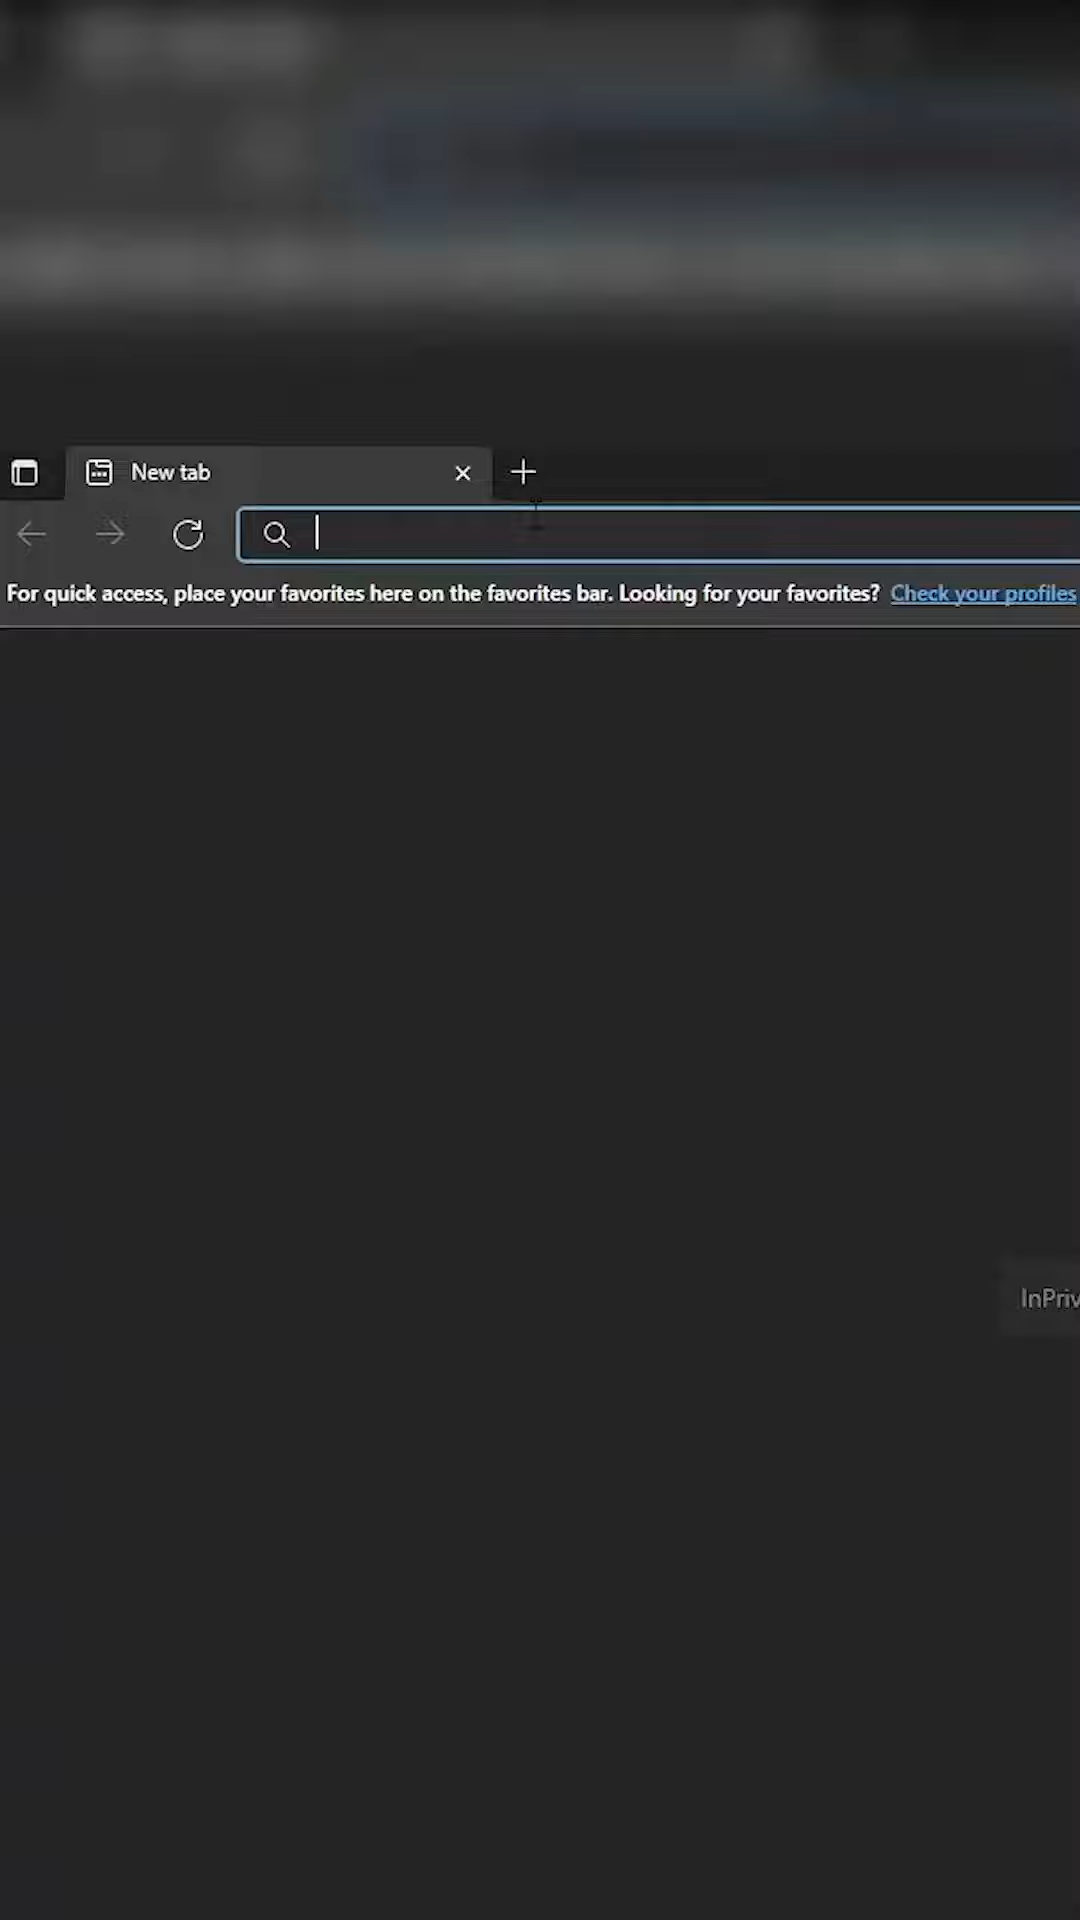 New tab
For quick access, place your favorites here on the favorites bar. Looking for your favorites? Check your profiles
InPriv